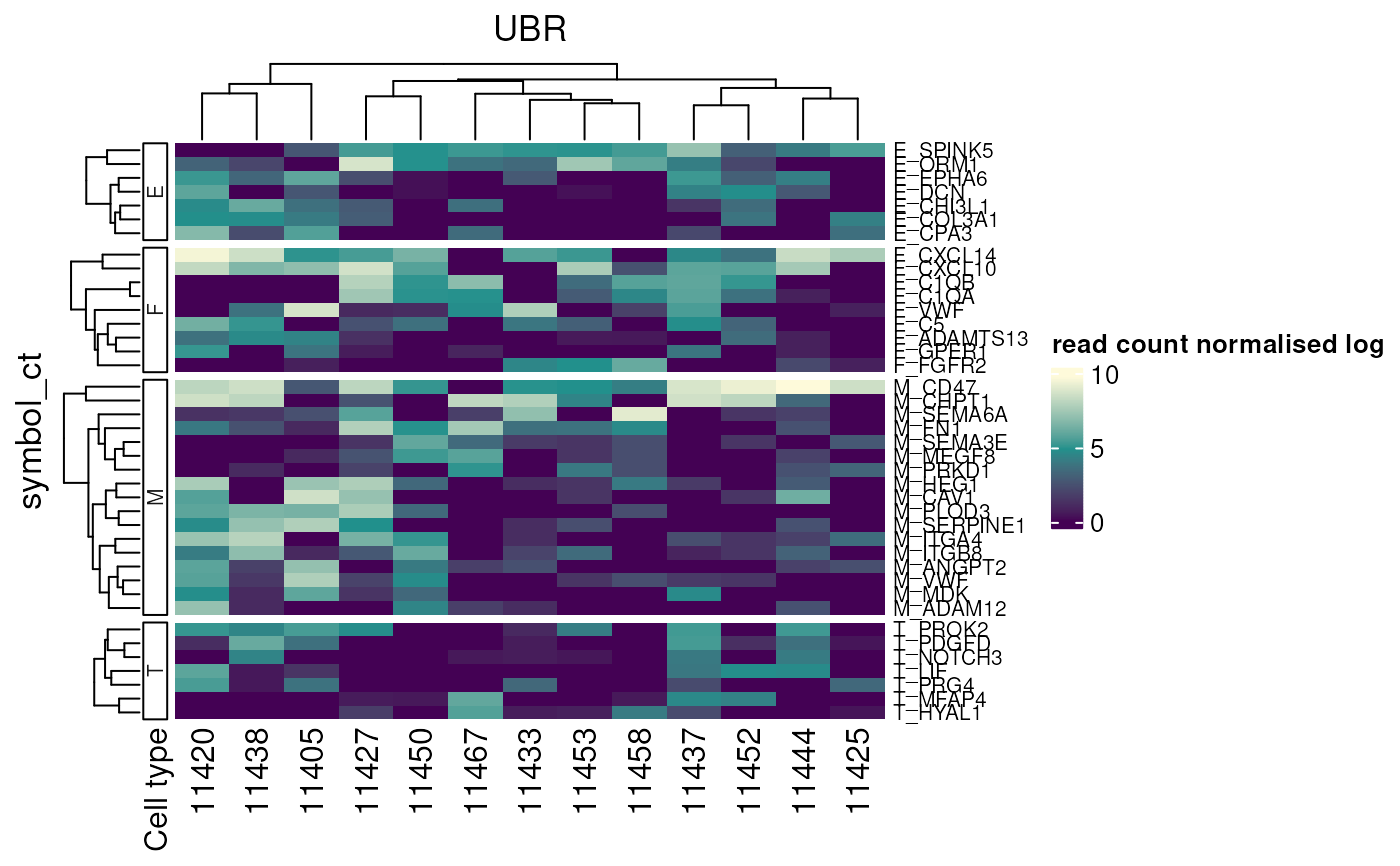 UBR
symbol_ct
E
F
M
T
E_SPINK5
E_ORM1
E_EPHA6
E_DCN
E_CHI3L1
E_COL3A1
E_CPA3
F_CXCL14
F_CXCL10
F_C1QB
F_C1QA
F_VWF
F_C5
F_ADAMTS13
F_GPER1
F_FGFR2
M_CD47
M_CHPT1
M_SEMA6A
M_FN1
M_SEMA3E
M_MEGF8
M_PRKD1
M_HEG1
M_CAV1
M_PLOD3
M_SERPINE1
M_ITGA4
M_ITGB8
M_ANGPT2
M_VWF
M_MDK
M_ADAM12
T_PROK2
T_PDGFD
T_NOTCH3
T_LIF
T_PRG4
T_MFAP4
T_HYAL1
Cell type
11420
11438
11405
11427
11450
11467
11433
11453
11458
11437
11452
11444
11425
read count normalised log
10
5
0